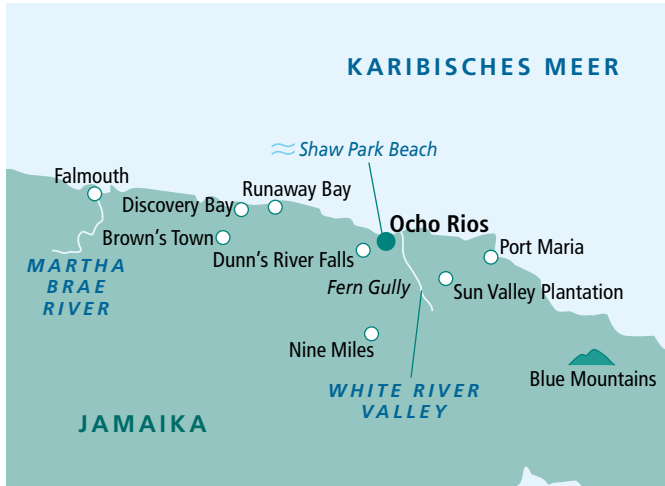 KARIBISCHES MEER
Shaw Park Beach
Falmouth
Runaway Bay
Discovery Bay
Ocho Rios
Brown's Town
Port Maria
Dunn's River Falls
MARTHA
BRAE
RIVER
Fern Gully
Sun Valley Plantation
Nine Miles
Blue Mountains
WHITE RIVER
VALLEY
JAMAIKA